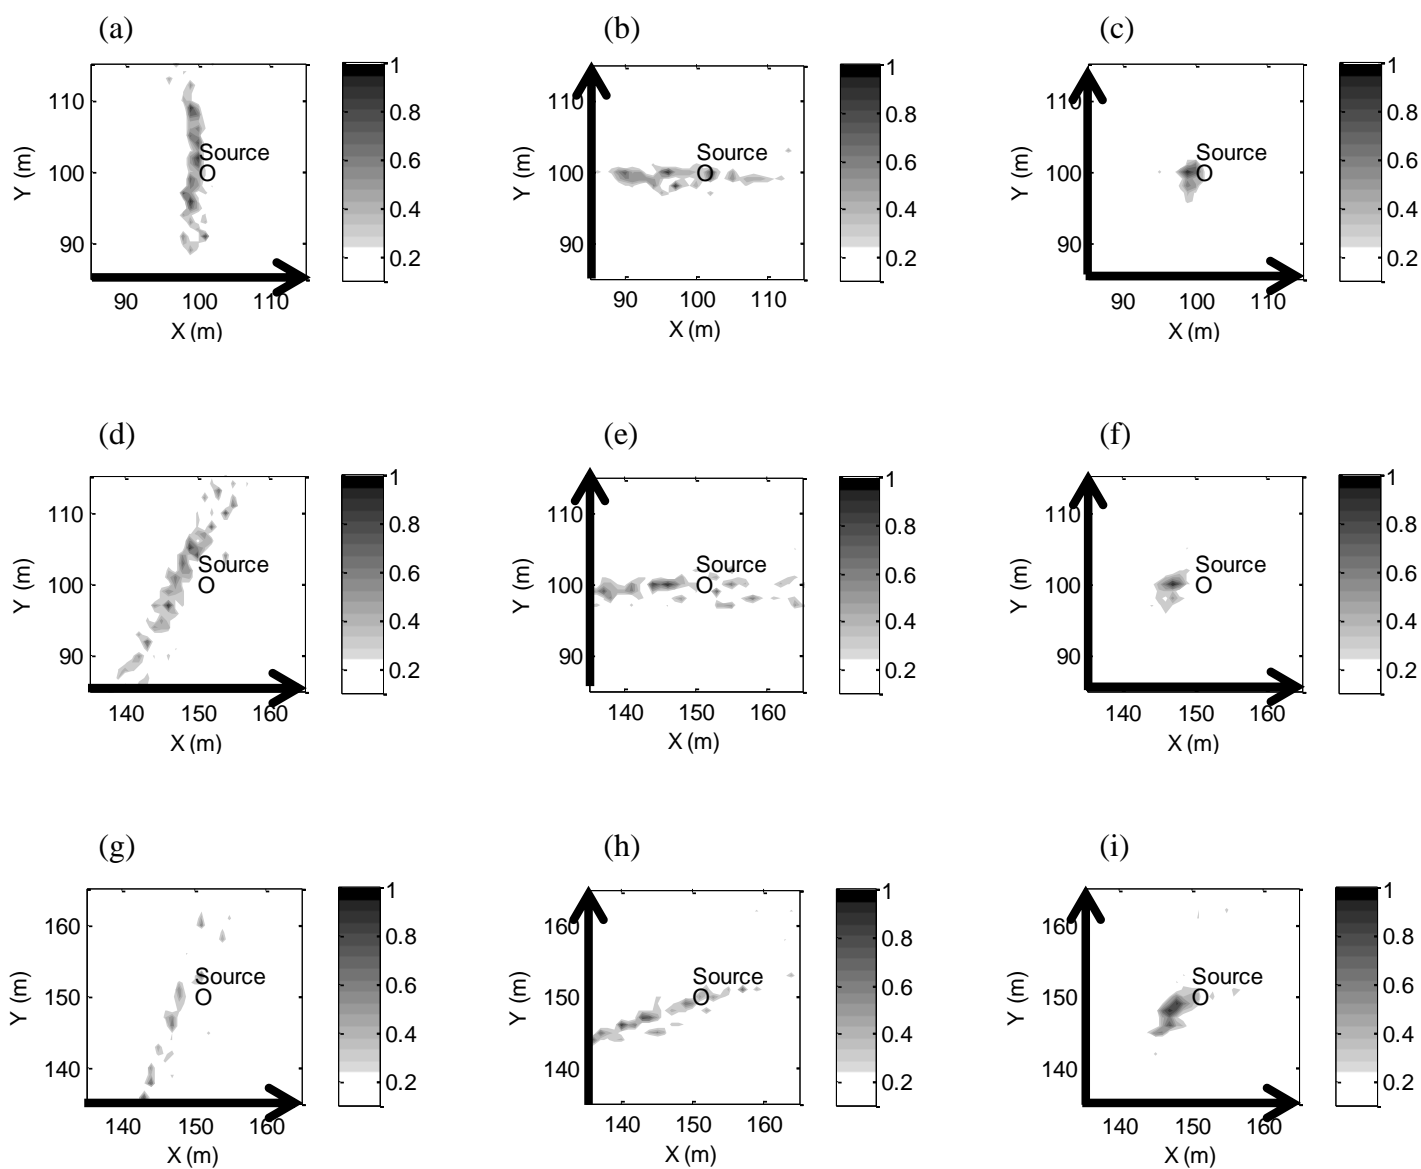 (a) (b) (c)
1 1 1
110 0.8 110 0.8 110 0.8
Source Source Source
Y (m) 100 O 0.6 Y (m) 100 O 0.6 Y (m) 100 O 0.6
0.4 0.4 0.4
90 0.2 90 0.2 90 0.2
90 100 110 90 100 110 90 100 110
X (m) X (m) X (m)
(d) (e) (f)
1 1 1
110 0.8 110 0.8 110 0.8
Source Source Source
Y (m) 100 O 0.6 Y (m) 100 O 0.6 Y (m) 100 O 0.6
0.4 0.4 0.4
90 0.2 90 0.2 90 0.2
140 150 160 140 150 160 140 150 160
X (m) X (m) X (m)
(g) (h) (i)
1 1 1
160 0.8 160 0.8 160 0.8
Source Source Source
Y (m) 150 O 0.6 Y (m) 150 O 0.6 Y (m) 150 O 0.6
0.4 0.4 0.4
140 0.2 140 0.2 140 0.2
140 150 160 140 150 160 140 150 160
X (m) X (m) X (m)